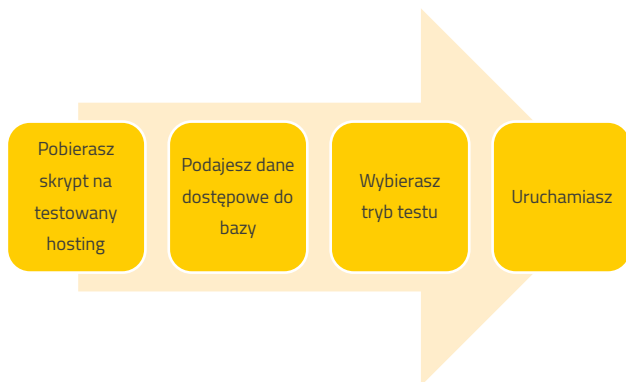 Pobierasz
skrypt na
testowany
hosting
Podajesz dane
dostępowe do
bazy
Wybierasz
tryb testu
Uruchamiasz